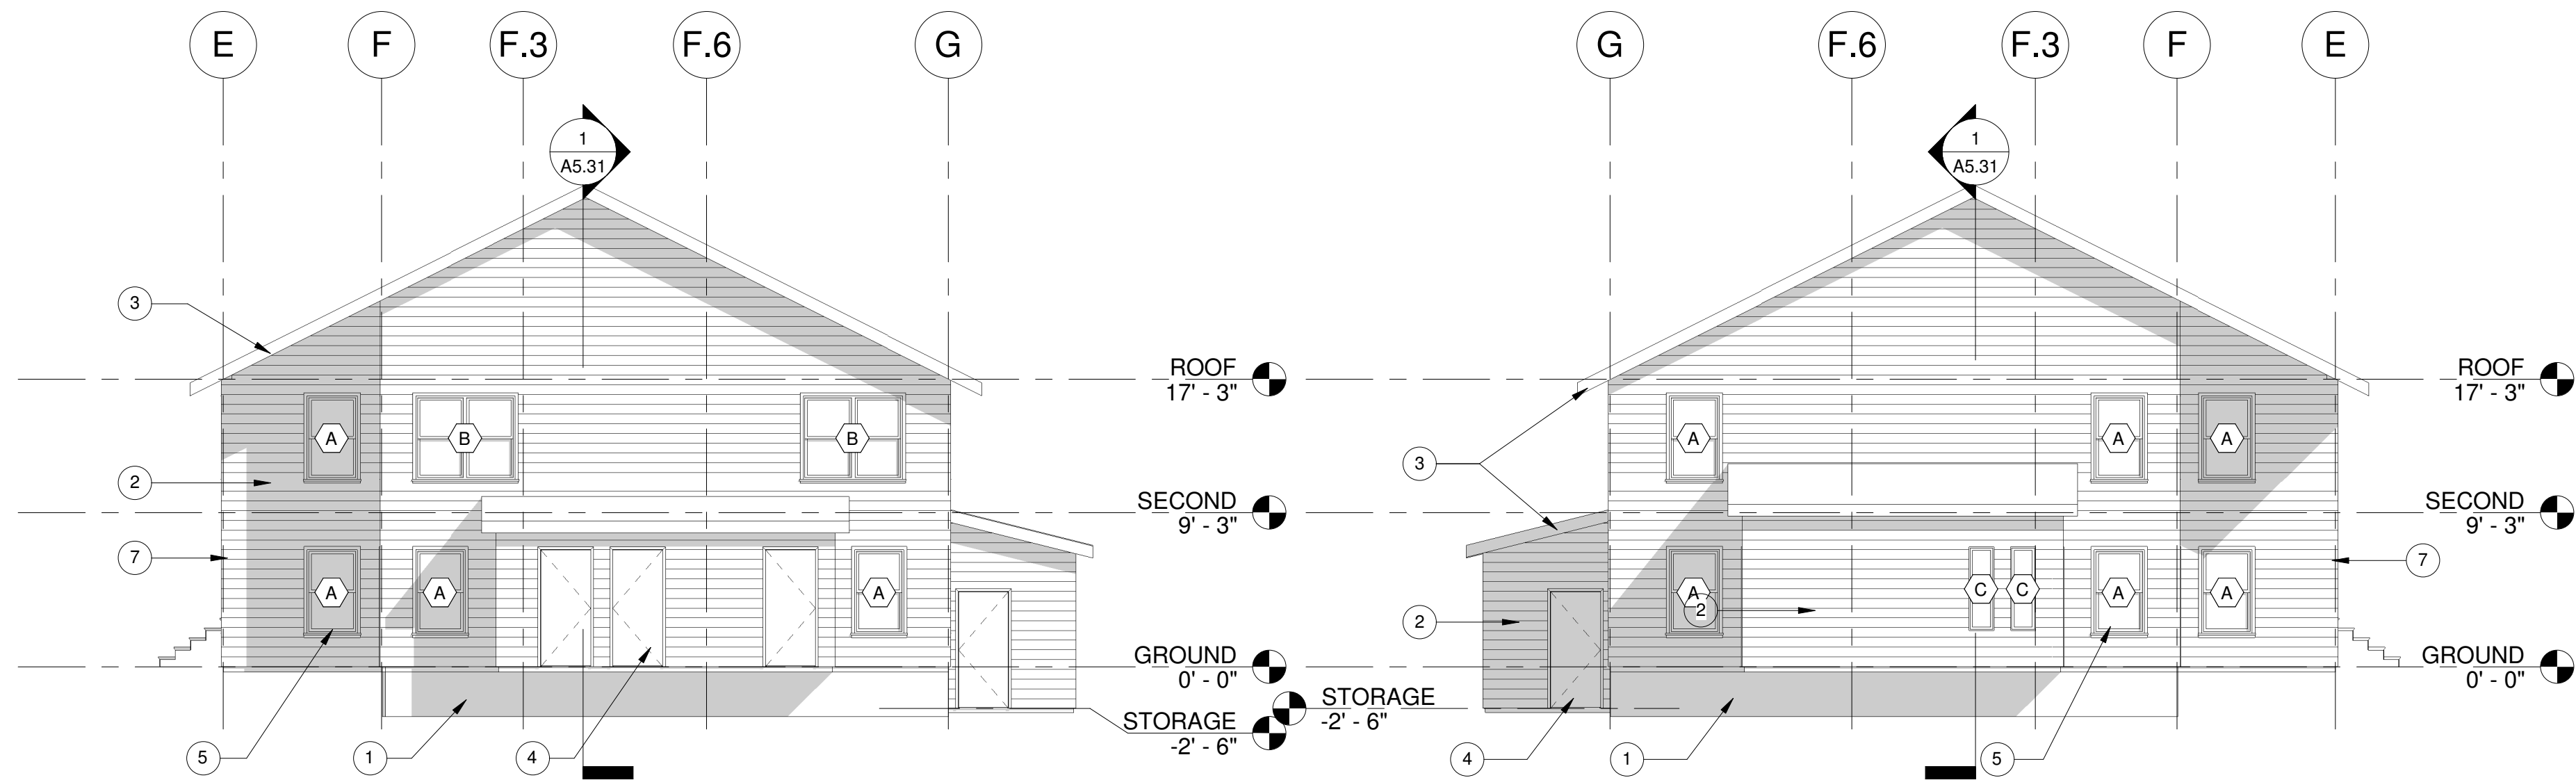 E F F.3 F.6 G
1
A5.31
3
A B B
2
7
A A A
5 1 4
ROOF
17' - 3"
SECOND
9' - 3"
GROUND
0' - 0"
STORAGE
-2' - 6"
G F.6 F.3 F E
1
A5.31
3
A A A
2
A 2 C C A A
7
4 1 5
STORAGE
-2' - 6"
ROOF
17' - 3"
SECOND
9' - 3"
GROUND
0' - 0"